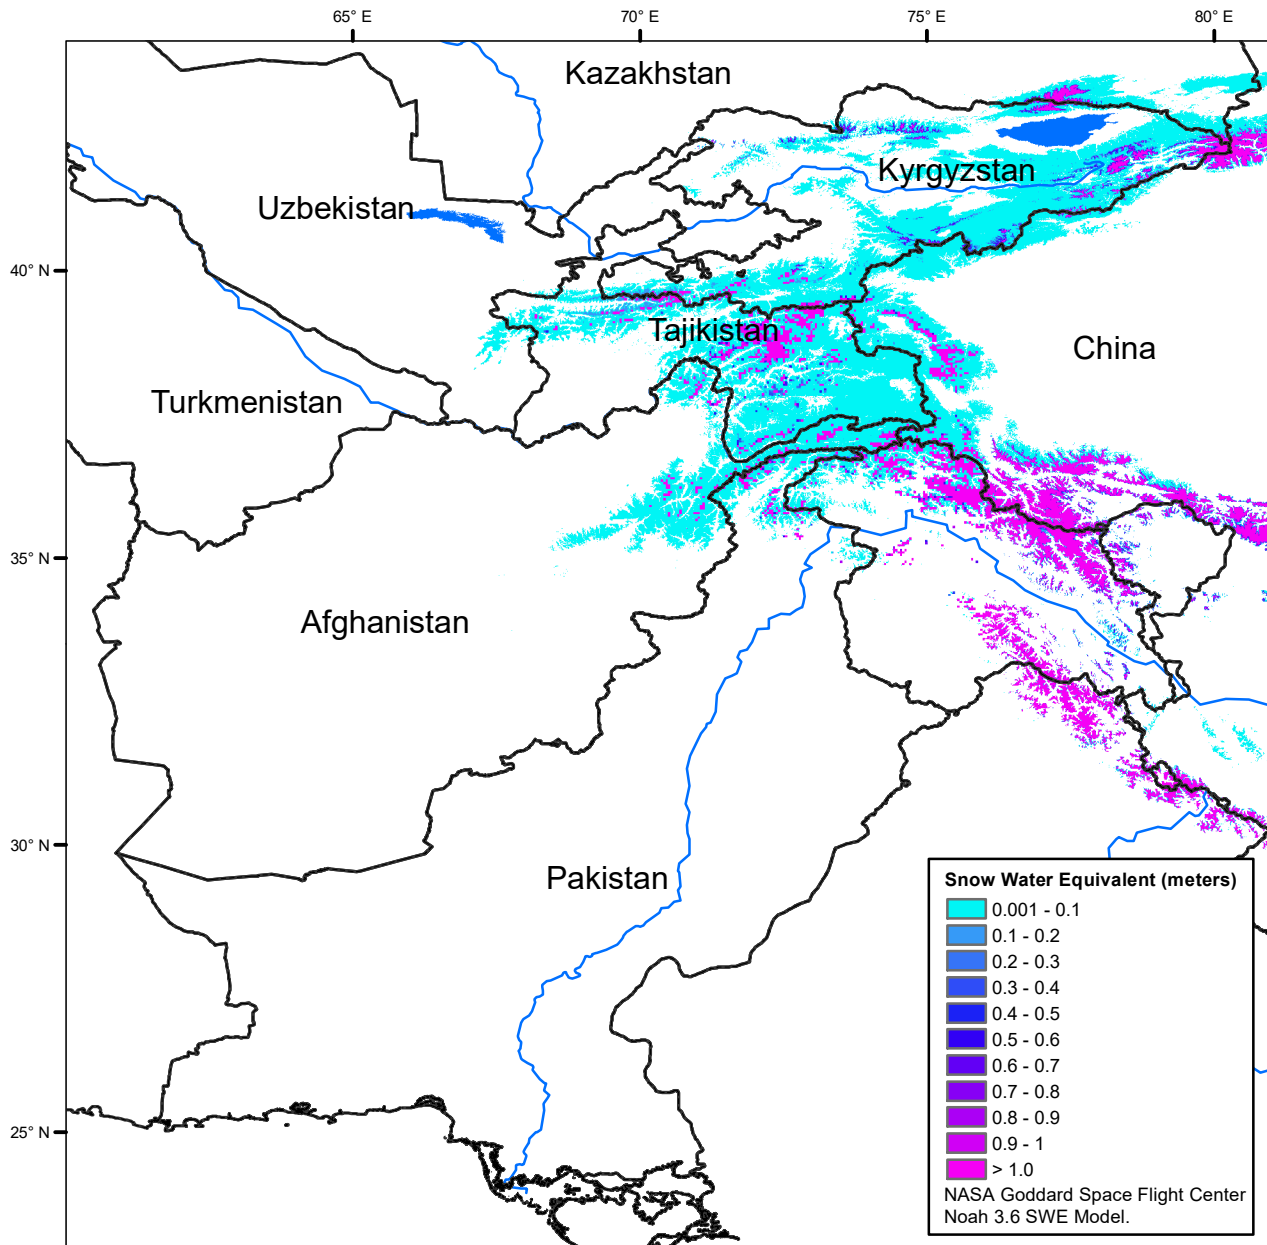 65° E
70° E
75° E
80° E
Kazakhstan
Kyrgyzstan
Uzbekistan
40° N
Tajikistan
China
Turkmenistan
35° N
Afghanistan
30° N
Pakistan
25° N
Snow Water Equivalent (meters)
0.001 - 0.1
0.1 - 0.2
0.2 - 0.3
0.3 - 0.4
0.4 - 0.5
0.5 - 0.6
0.6 - 0.7
0.7 - 0.8
0.8 - 0.9
0.9 - 1
> 1.0
NASA Goddard Space Flight Center
Noah 3.6 SWE Model.